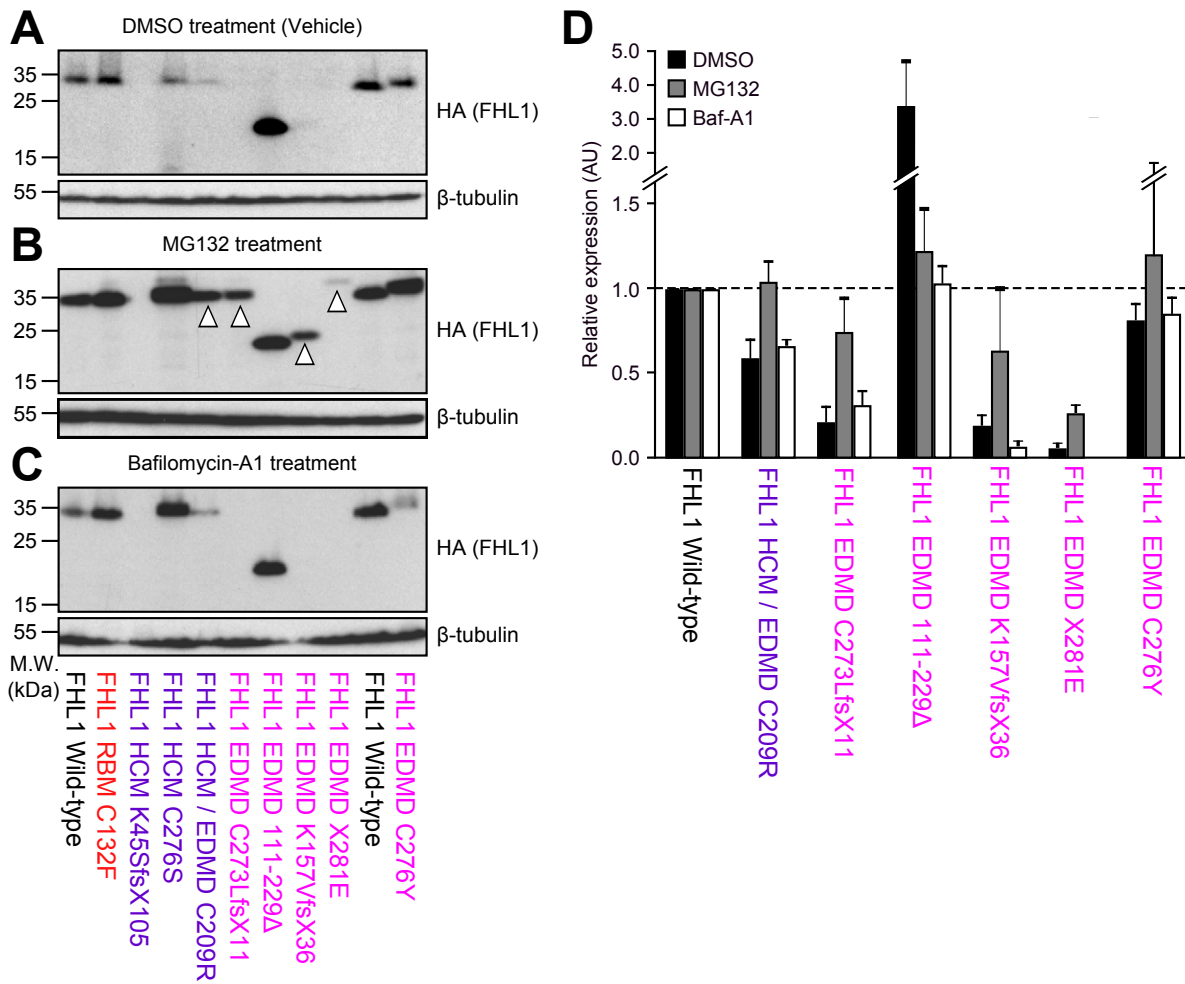 A
DMSO treatment (Vehicle)
35
25
15
55
HA (FHL1)
β-tubulin
B
MG132 treatment
35
25
15
55
HA (FHL1)
β-tubulin
C
Bafilomycin-A1 treatment
35
25
15
55
HA (FHL1)
β-tubulin
M.W.
(kDa)
FHL1 Wild-type
FHL1 RBM C132F
FHL1 HCM K45SfsX105
FHL1 HCM C276S
FHL1 HCM / EDMD C209R
FHL1 EDMD C273LfsX11
FHL1 EDMD 111-229Δ
FHL1 EDMD K157VfsX36
FHL1 EDMD X281E
FHL1 Wild-type
FHL1 EDMD C276Y
D
Relative expression (AU)
5.0
4.0
3.0
2.0
1.5
1.0
0.5
0.0
DMSO
MG132
Baf-A1
FHL1 Wild-type
FHL1 HCM / EDMD C209R
FHL1 EDMD C273LfsX11
FHL1 EDMD 111-229Δ
FHL1 EDMD K157VfsX36
FHL1 EDMD X281E
FHL1 EDMD C276Y